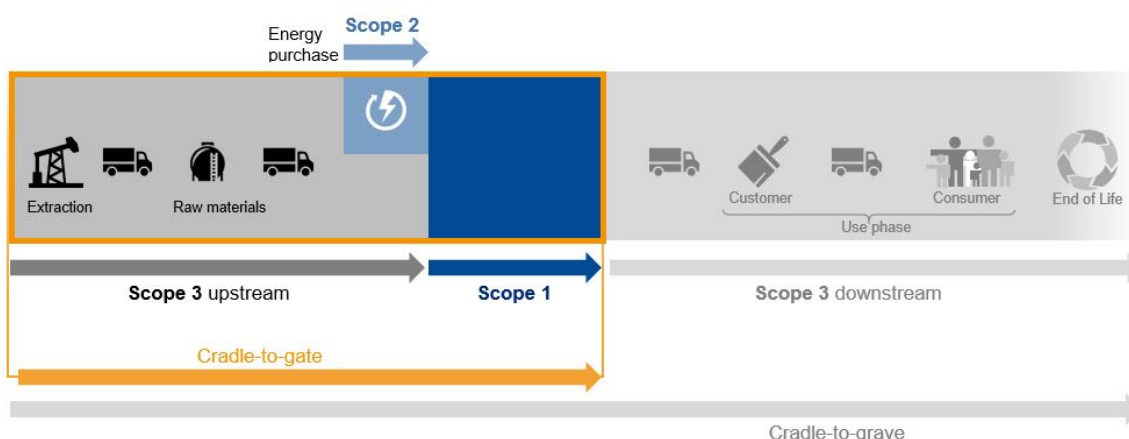 Scope 2
Energy
purchase
Extraction
Raw materials
Customer
Consumer
End of Life
Use phase
Scope 3 upstream
Scope 1
Scope 3 downstream
Cradle-to-gate
Cradle-to-grave